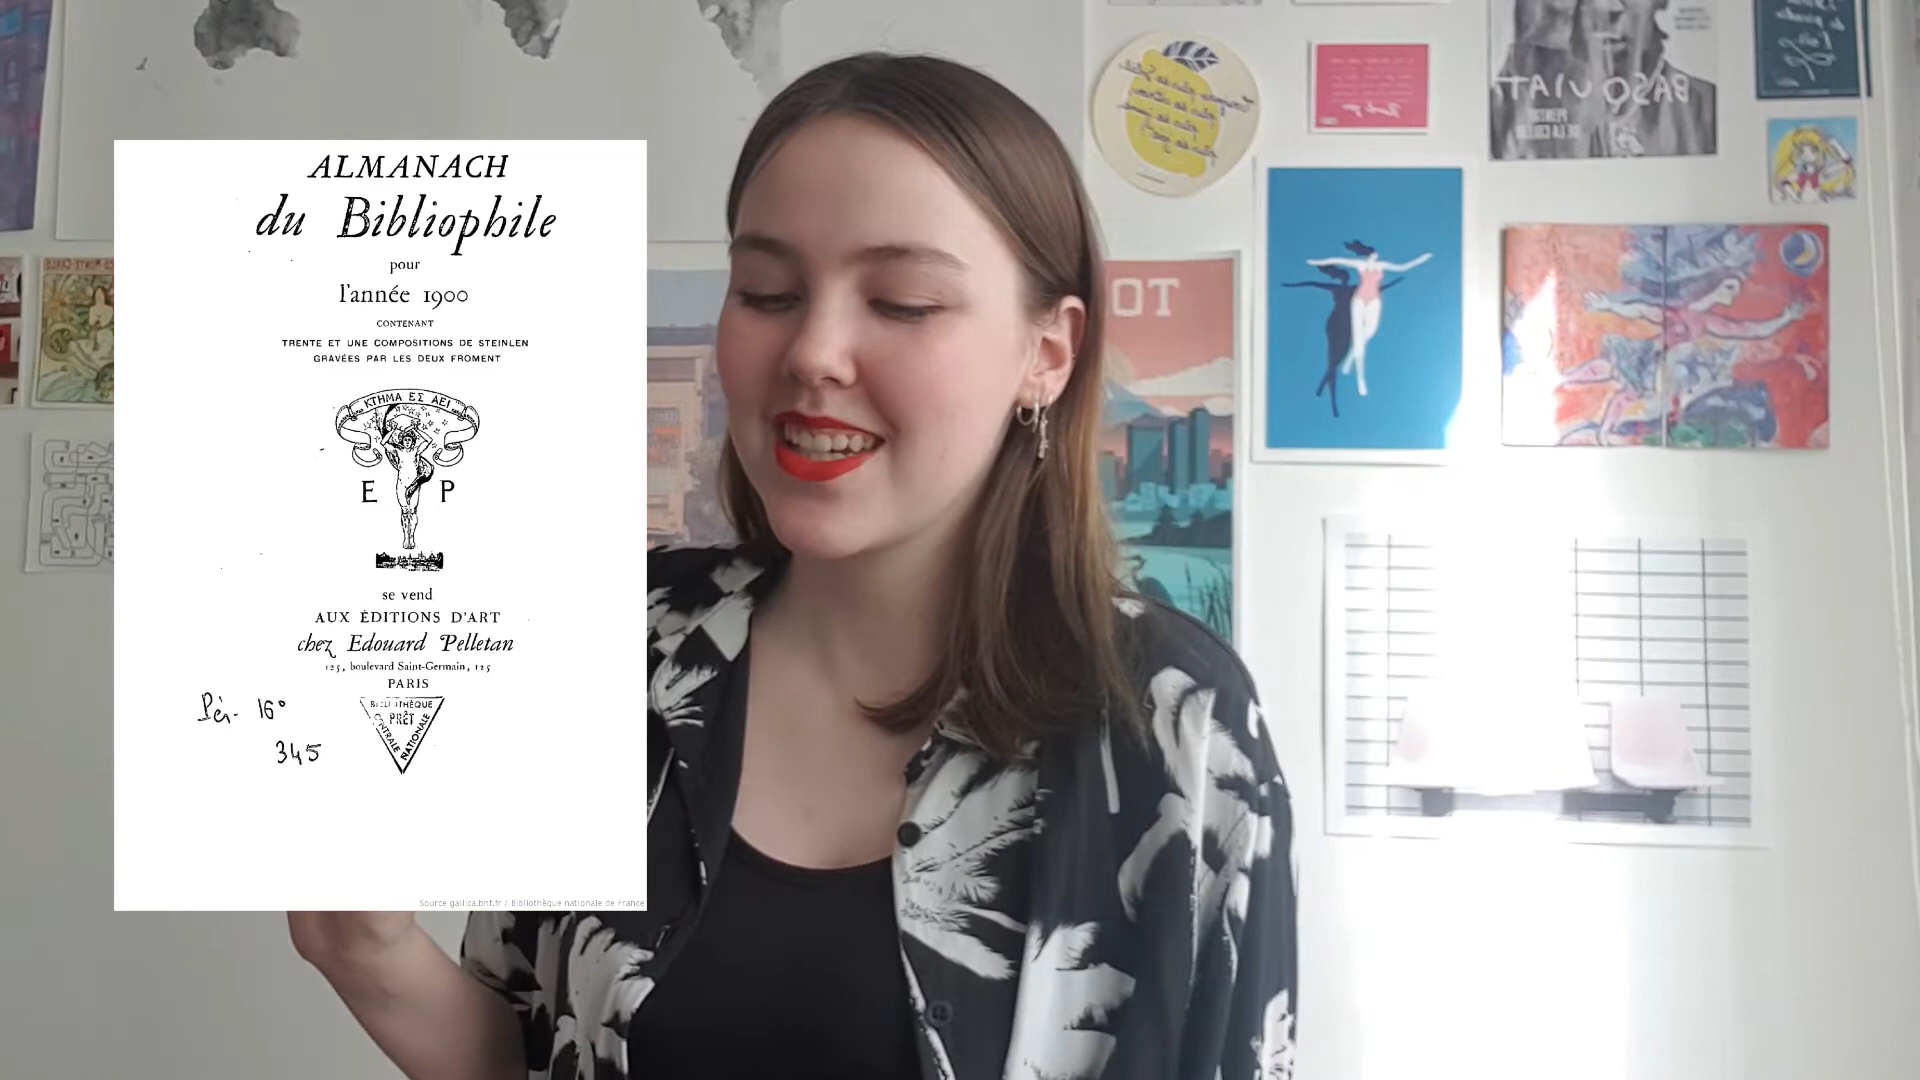 ALMANACH
du Bibliophile
pour
l'année 1900
CONTENANT
TRENTE ET UNE COMPOSITIONS DE STEINLEN
GRAVÉES PAR LES DEUX FROMENT
ΚΤΗΜΑ ΕΣ ΑΕΙ
E P
se vend
AUX ÉDITIONS D'ART
chez Edouard Pelletan
125, boulevard Saint-Germain, 125
PARIS
Pér. 16°
345
BIBLIOTHÈQUE
PRÊT
CENTRALE
NATIONALE
Source gallica.bnf.fr / Bibliothèque nationale de France
OT
BASQUIAT